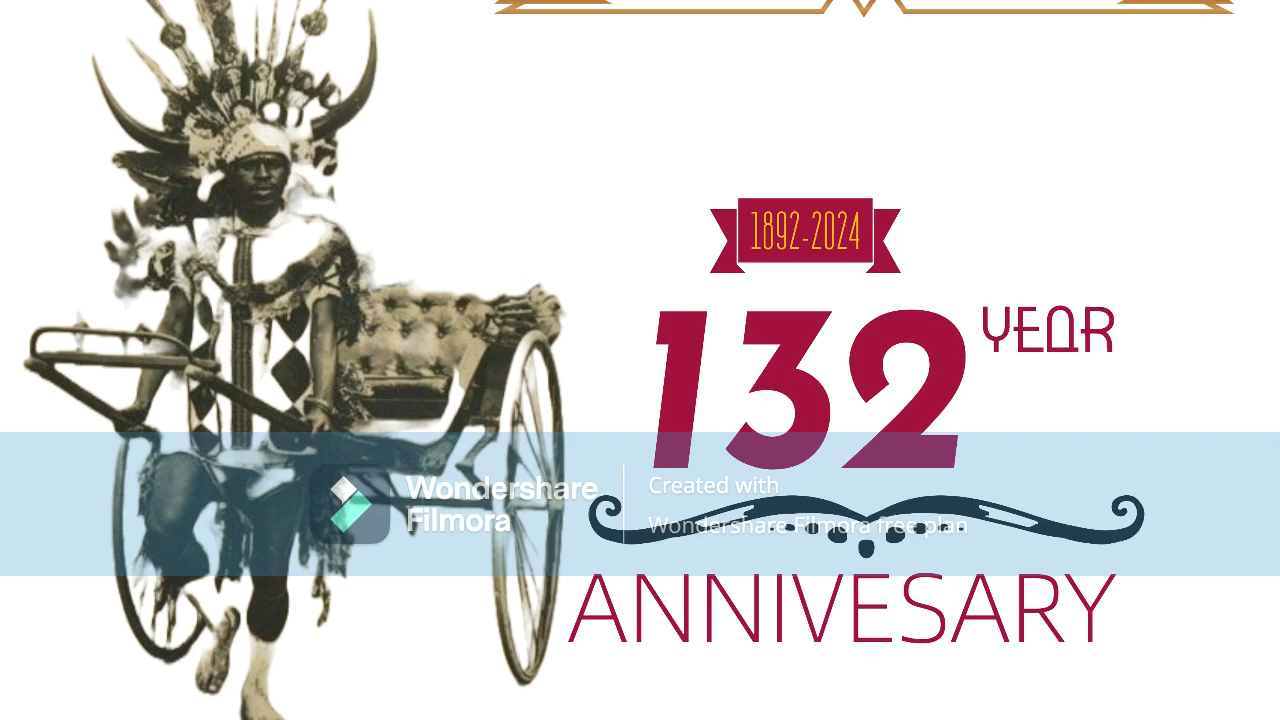 1892-2024
132 YEAR
Wondershare
Filmora
Created with
Wondershare Filmora free plan
ANNIVESARY